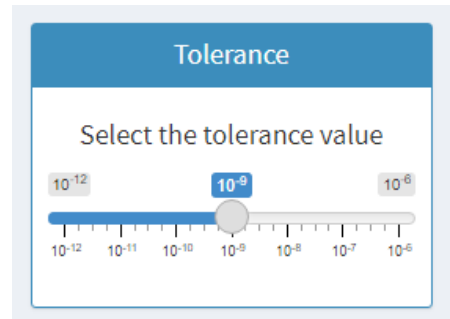 Tolerance
Select the tolerance value
10⁻¹² 10⁻⁹ 10⁻⁶
10⁻¹² 10⁻¹¹ 10⁻¹⁰ 10⁻⁹ 10⁻⁸ 10⁻⁷ 10⁻⁶